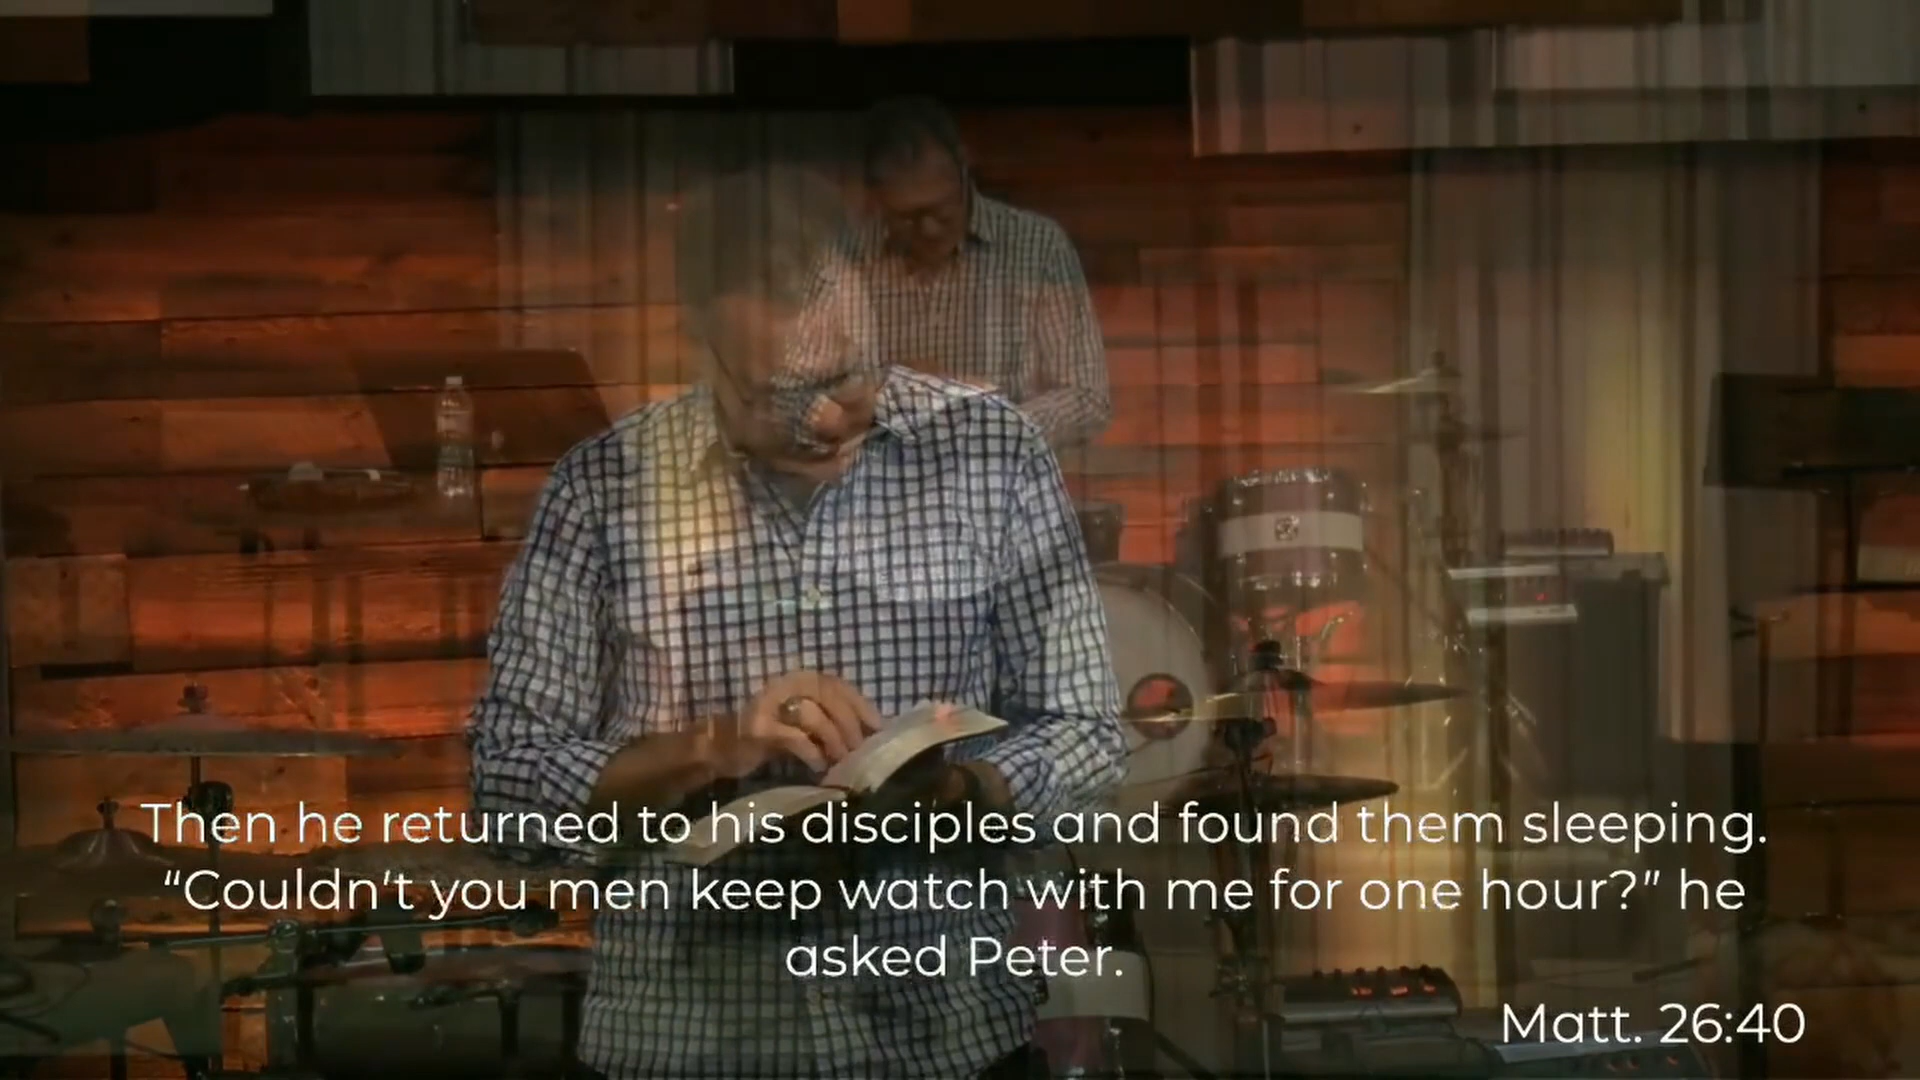 Then he returned to his disciples and found them sleeping.
“Couldn't you men keep watch with me for one hour?” he
asked Peter.
Matt. 26:40